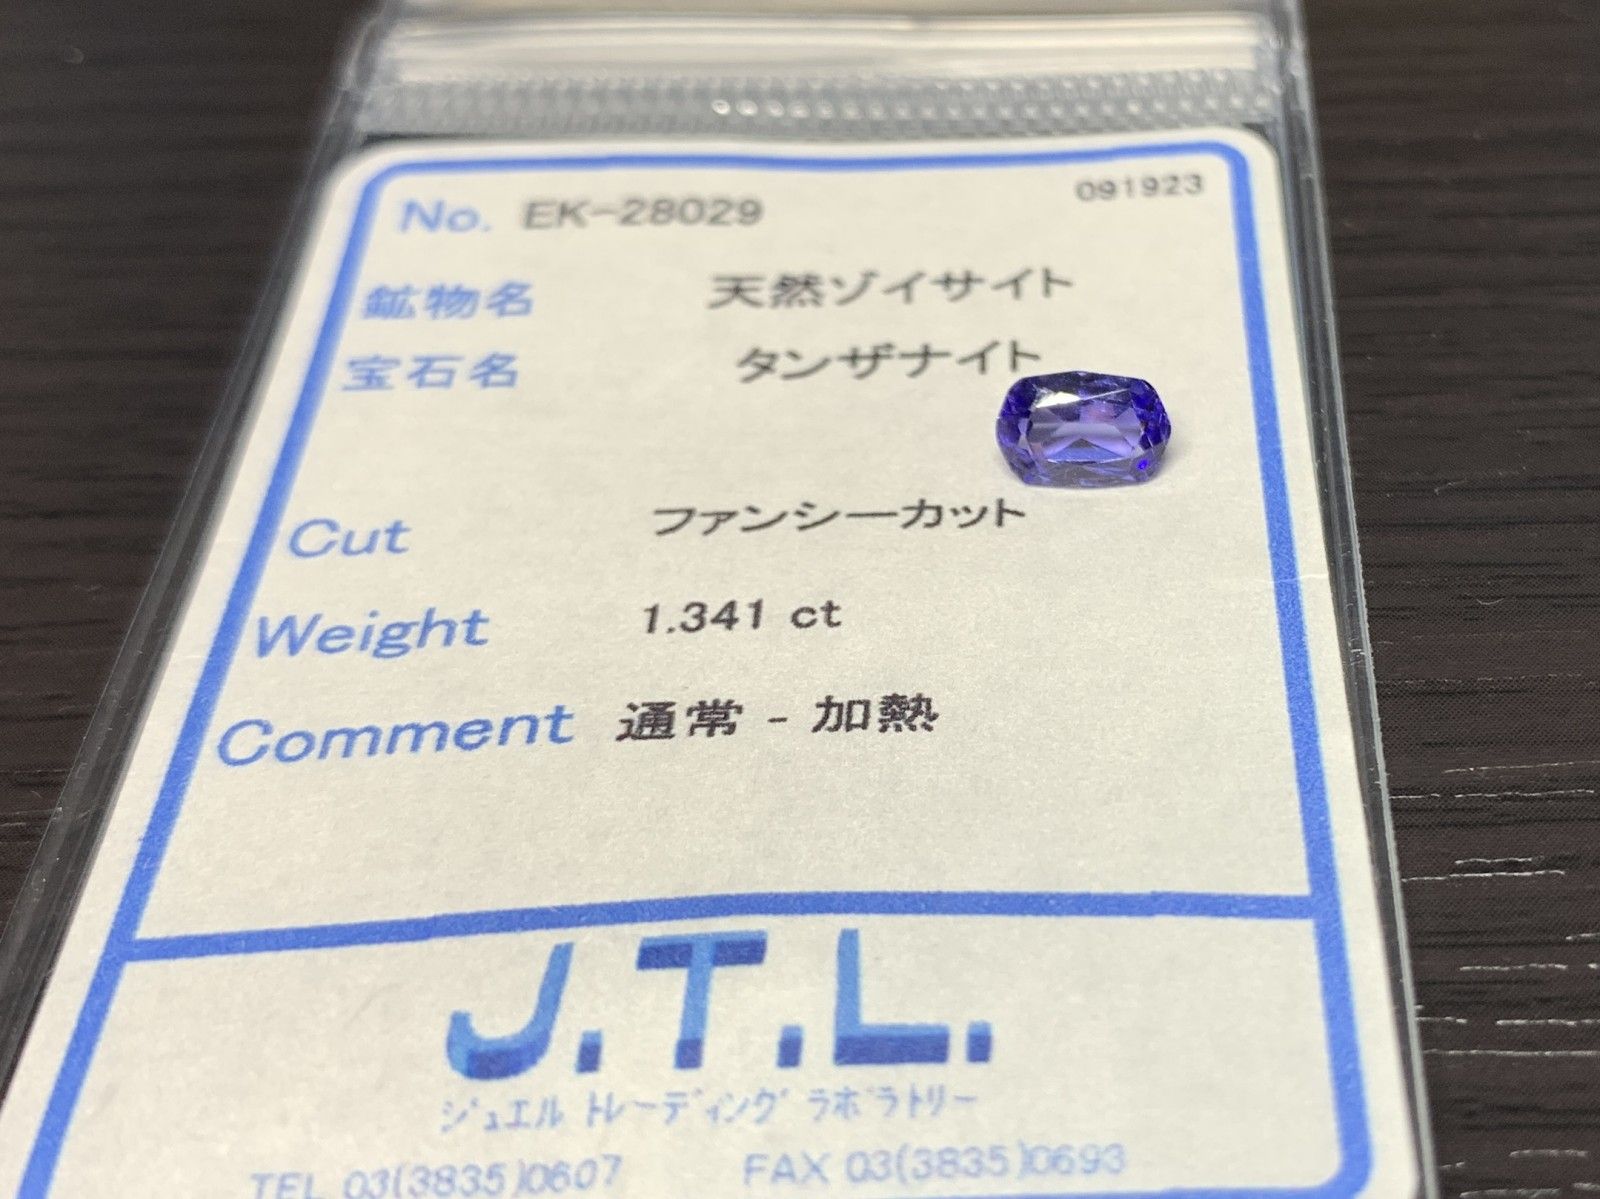 No. EK-28029 091923
鉱物名 天然ゾイサイト
宝石名 タンザナイト
Cut ファンシーカット
Weight 1.341 ct
Comment 通常 - 加熱
J.T.L.
ジュエル トレーディング ラボラトリー
TEL 03(3835)0607 FAX 03(3835)0693